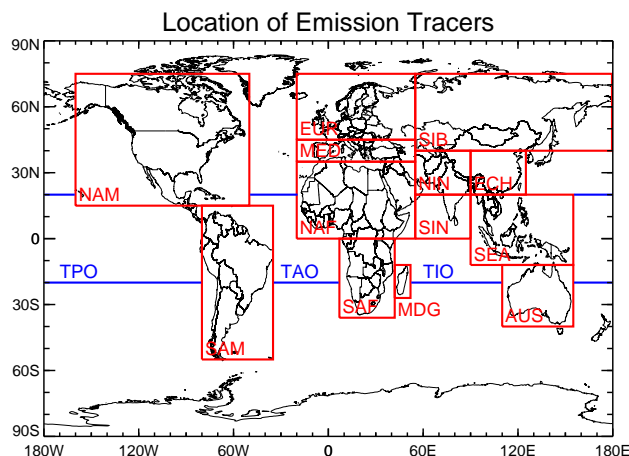 Location of Emission Tracers
90N
60N
30N
0
30S
60S
90S
EUR
SIB
MED
NAM
NIN
ECH
NAF
SIN
SEA
TPO
TAO
TIO
SAF
MDG
AUS
SAM
180W
120W
60W
0
60E
120E
180E